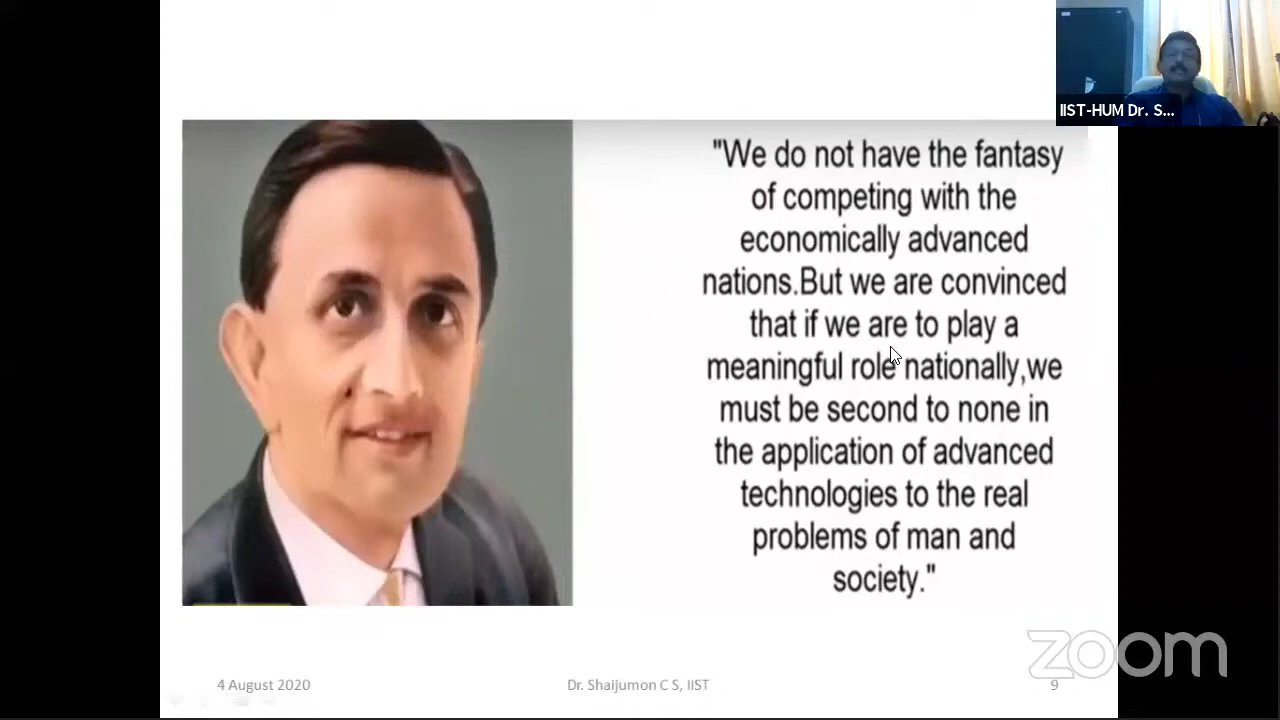 IIST-HUM Dr. S...
"We do not have the fantasy
of competing with the
economically advanced
nations.But we are convinced
that if we are to play a
meaningful role nationally,we
must be second to none in
the application of advanced
technologies to the real
problems of man and
society."
zoom
4 August 2020
Dr. Shaijumon C S, IIST
9